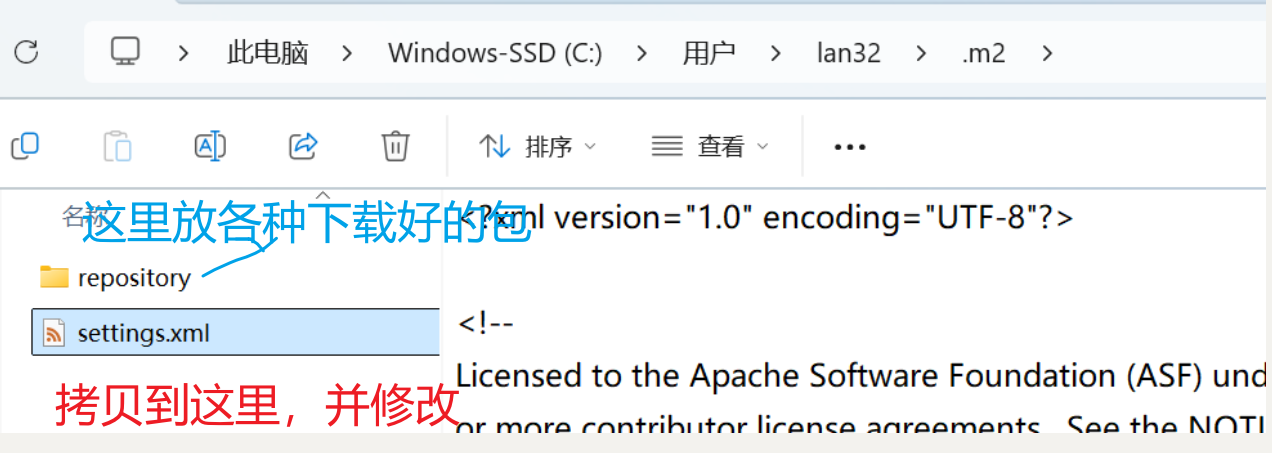 此电脑 > Windows-SSD (C:) > 用户 > lan32 > .m2 >
排序 查看 •••
名称
这里放各种下载好的包
<?xml version="1.0" encoding="UTF-8"?>
repository
settings.xml
<!--
Licensed to the Apache Software Foundation (ASF) und
拷贝到这里，并修改
or more contributor license agreements. See the NOTI